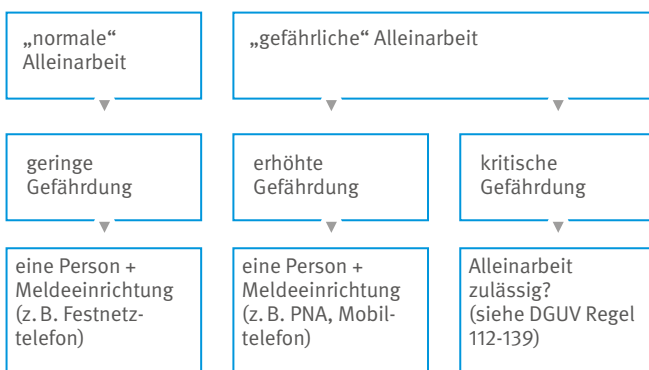 „normale“
Alleinarbeit
„gefährliche“ Alleinarbeit
geringe
Gefährdung
erhöhte
Gefährdung
kritische
Gefährdung
eine Person +
Meldeeinrichtung
(z. B. Festnetz-
telefon)
eine Person +
Meldeeinrichtung
(z. B. PNA, Mobil-
telefon)
Alleinarbeit
zulässig?
(siehe DGUV Regel
112-139)